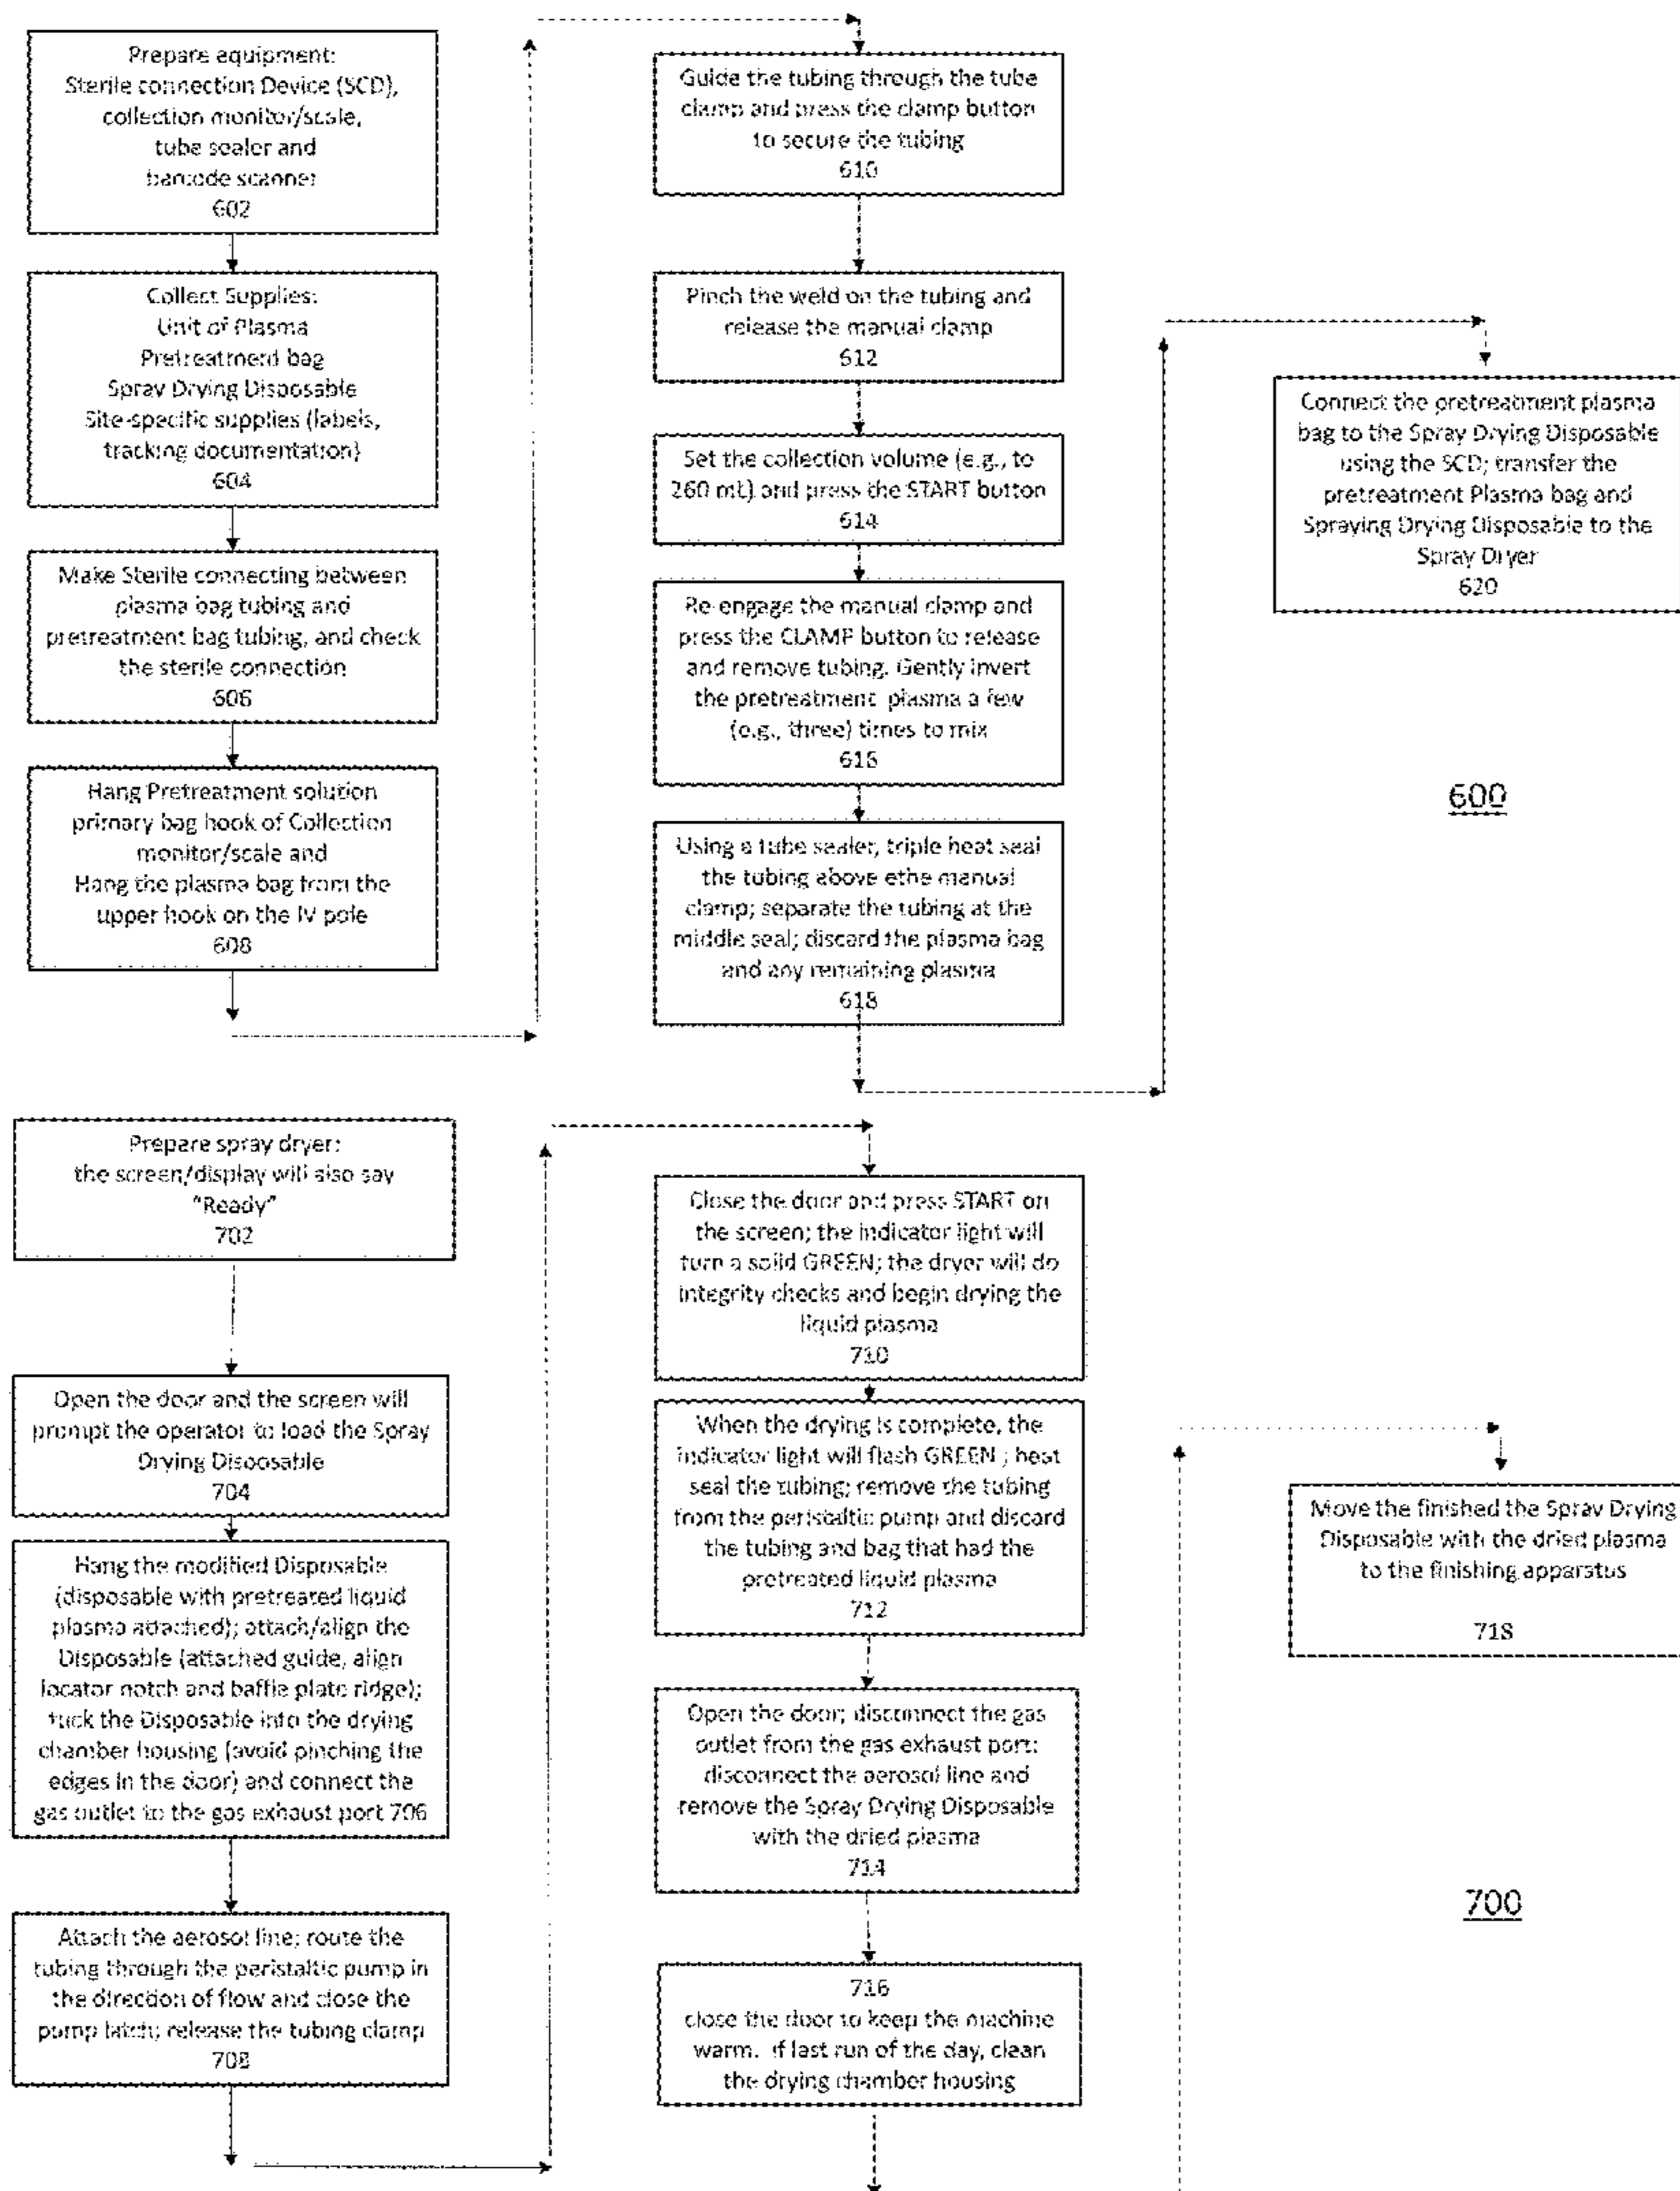 Prepare equipment:
Sterile connection Device (SCD),
collection monitor/scale,
tube sealer and
barcode scanner
602
Collect Supplies:
Unit of Plasma
Pretreatment bag
Spray Drying Disposable
Site-specific supplies (labels,
tracking documentation)
604
Make Sterile connecting between
plasma bag tubing and
pretreatment bag tubing, and check
the sterile connection
606
Hang Pretreatment solution
primary bag hook of Collection
monitor/scale and
Hang the plasma bag from the
upper hook on the IV pole
608
Guide the tubing through the tube
clamp and press the clamp button
to secure the tubing
610
Pinch the weld on the tubing and
release the manual clamp
612
Set the collection volume (e.g., to
260 mL) and press the START button
614
Re-engage the manual clamp and
press the CLAMP button to release
and remove tubing. Gently invert
the pretreatment plasma a few
(e.g., three) times to mix
616
Using a tube sealer, triple heat seal
the tubing above ethe manual
clamp; separate the tubing at the
middle seal; discard the plasma bag
and any remaining plasma
618
Connect the pretreatment plasma
bag to the Spray Drying Disposable
using the SCD; transfer the
pretreatment Plasma bag and
Spraying Drying Disposable to the
Spray Dryer
620
600
Prepare spray dryer:
the screen/display will also say
"Ready"
702
Open the door and the screen will
prompt the operator to load the Spray
Drying Disposable
704
Hang the modified Disposable
(disposable with pretreated liquid
plasma attached); attach/align the
Disposable (attached guide, align
locator notch and baffle plate ridge);
tuck the Disposable into the drying
chamber housing (avoid pinching the
edges in the door) and connect the
gas outlet to the gas exhaust port 706
Attach the aerosol line; route the
tubing through the peristaltic pump in
the direction of flow and close the
pump latch; release the tubing clamp
708
Close the door and press START on
the screen; the indicator light will
turn a solid GREEN; the dryer will do
integrity checks and begin drying the
liquid plasma
710
When the drying is complete, the
indicator light will flash GREEN ; heat
seal the tubing; remove the tubing
from the peristaltic pump and discard
the tubing and bag that had the
pretreated liquid plasma
712
Open the door; disconnect the gas
outlet from the gas exhaust port;
disconnect the aerosol line and
remove the Spray Drying Disposable
with the dried plasma
714
716
close the door to keep the machine
warm. If last run of the day, clean
the drying chamber housing
Move the finished the Spray Drying
Disposable with the dried plasma
to the finishing apparatus
718
700